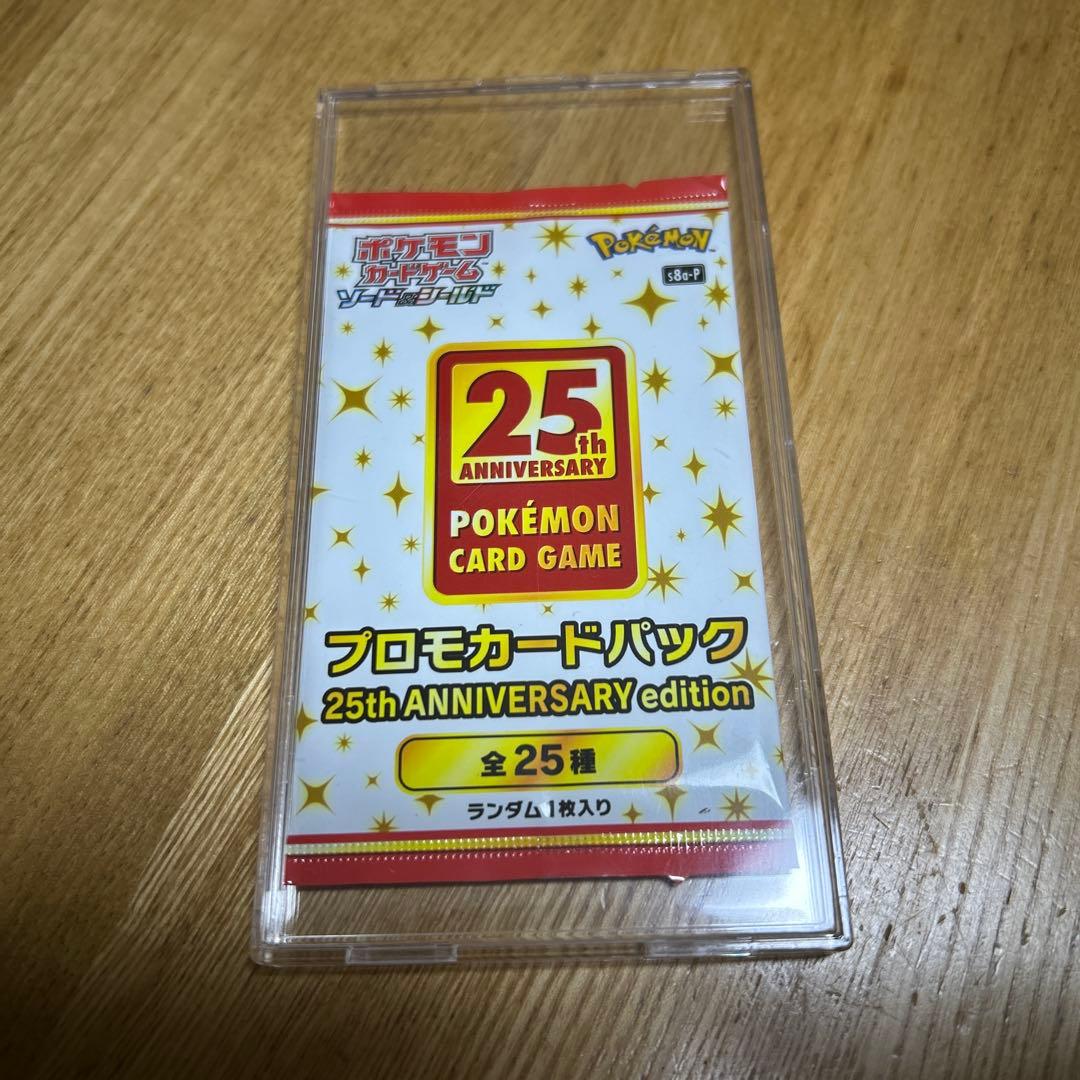 ポケモン
カードゲーム
ソード&シールド
Pokémon
s8a-P
25th
ANNIVERSARY
POKÉMON
CARD GAME
プロモカードパック
25th ANNIVERSARY edition
全25種
ランダム1枚入り